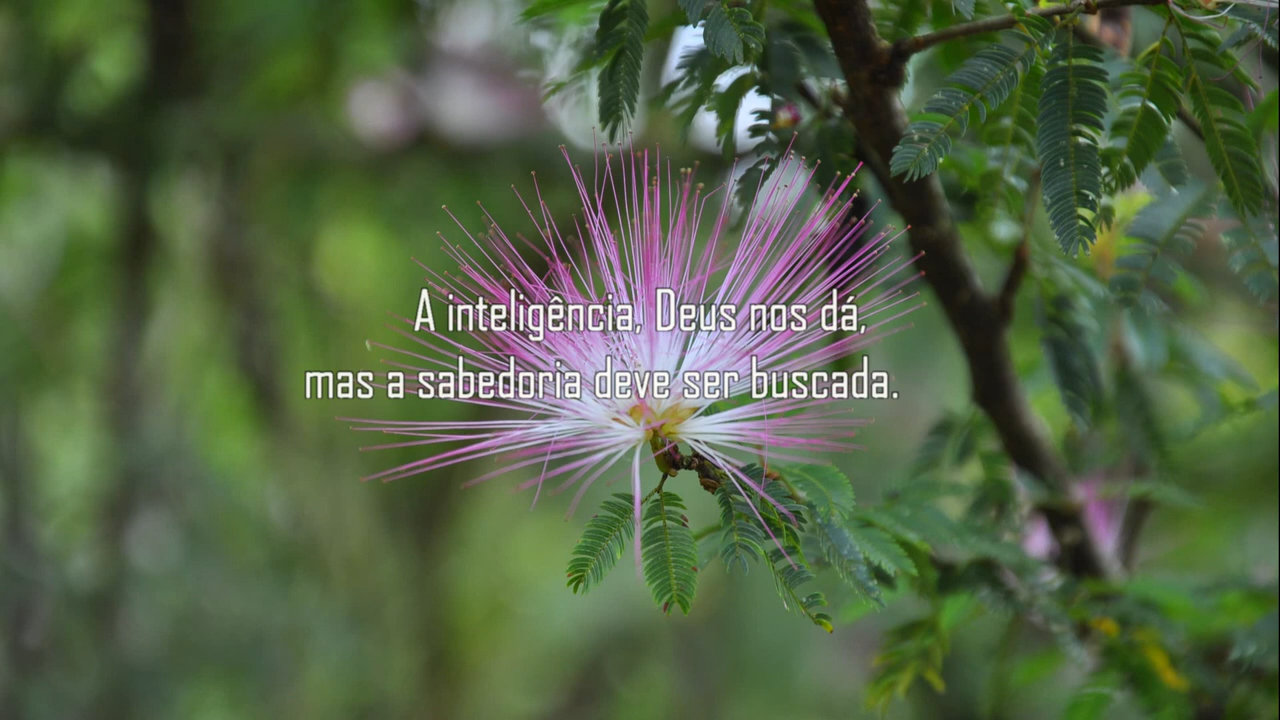 A inteligência, Deus nos dá,
mas a sabedoria deve ser buscada.